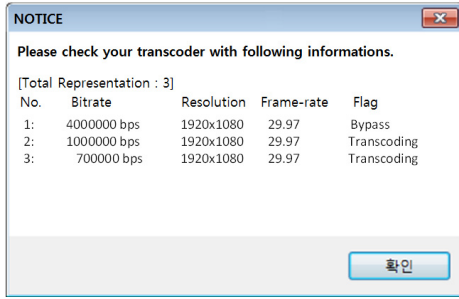 NOTICE
Please check your transcoder with following informations.
[Total Representation : 3]
No. Bitrate Resolution Frame-rate Flag
1: 4000000 bps 1920x1080 29.97 Bypass
2: 1000000 bps 1920x1080 29.97 Transcoding
3: 700000 bps 1920x1080 29.97 Transcoding
확인